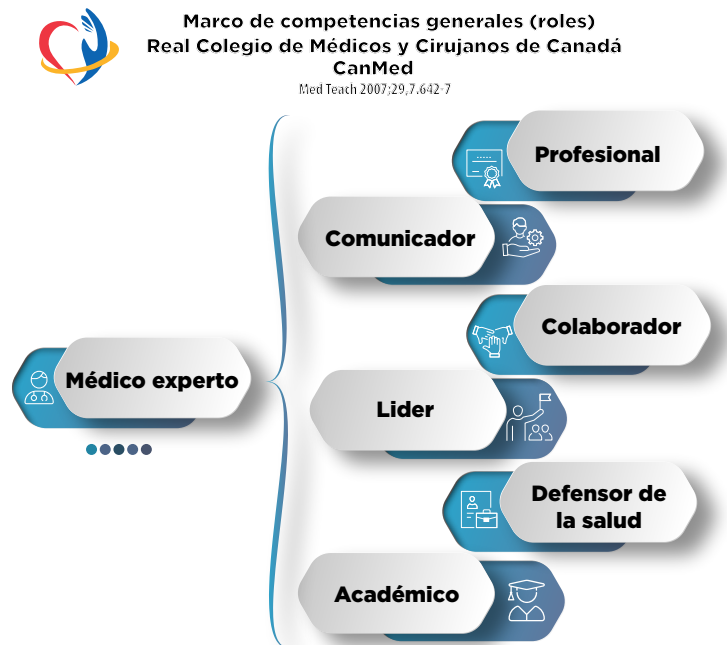 Marco de competencias generales (roles)
Real Colegio de Médicos y Cirujanos de Canadá
CanMed
Med Teach 2007;29,7.642-7
Profesional
Comunicador
Colaborador
Médico experto
Lider
Defensor de
la salud
Académico